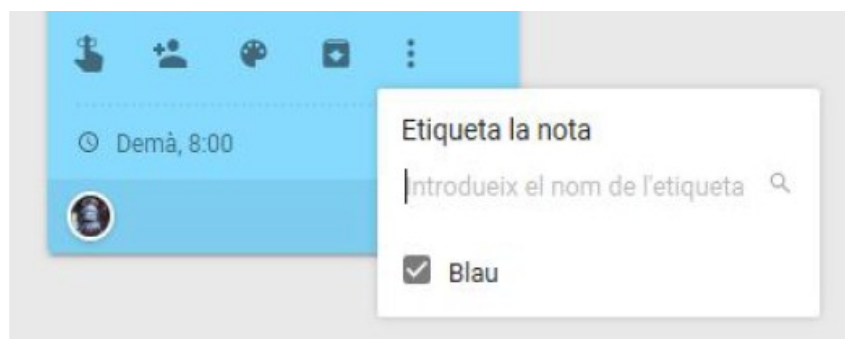 Demà, 8:00
Etiqueta la nota
Introdueix el nom de l'etiqueta
Blau